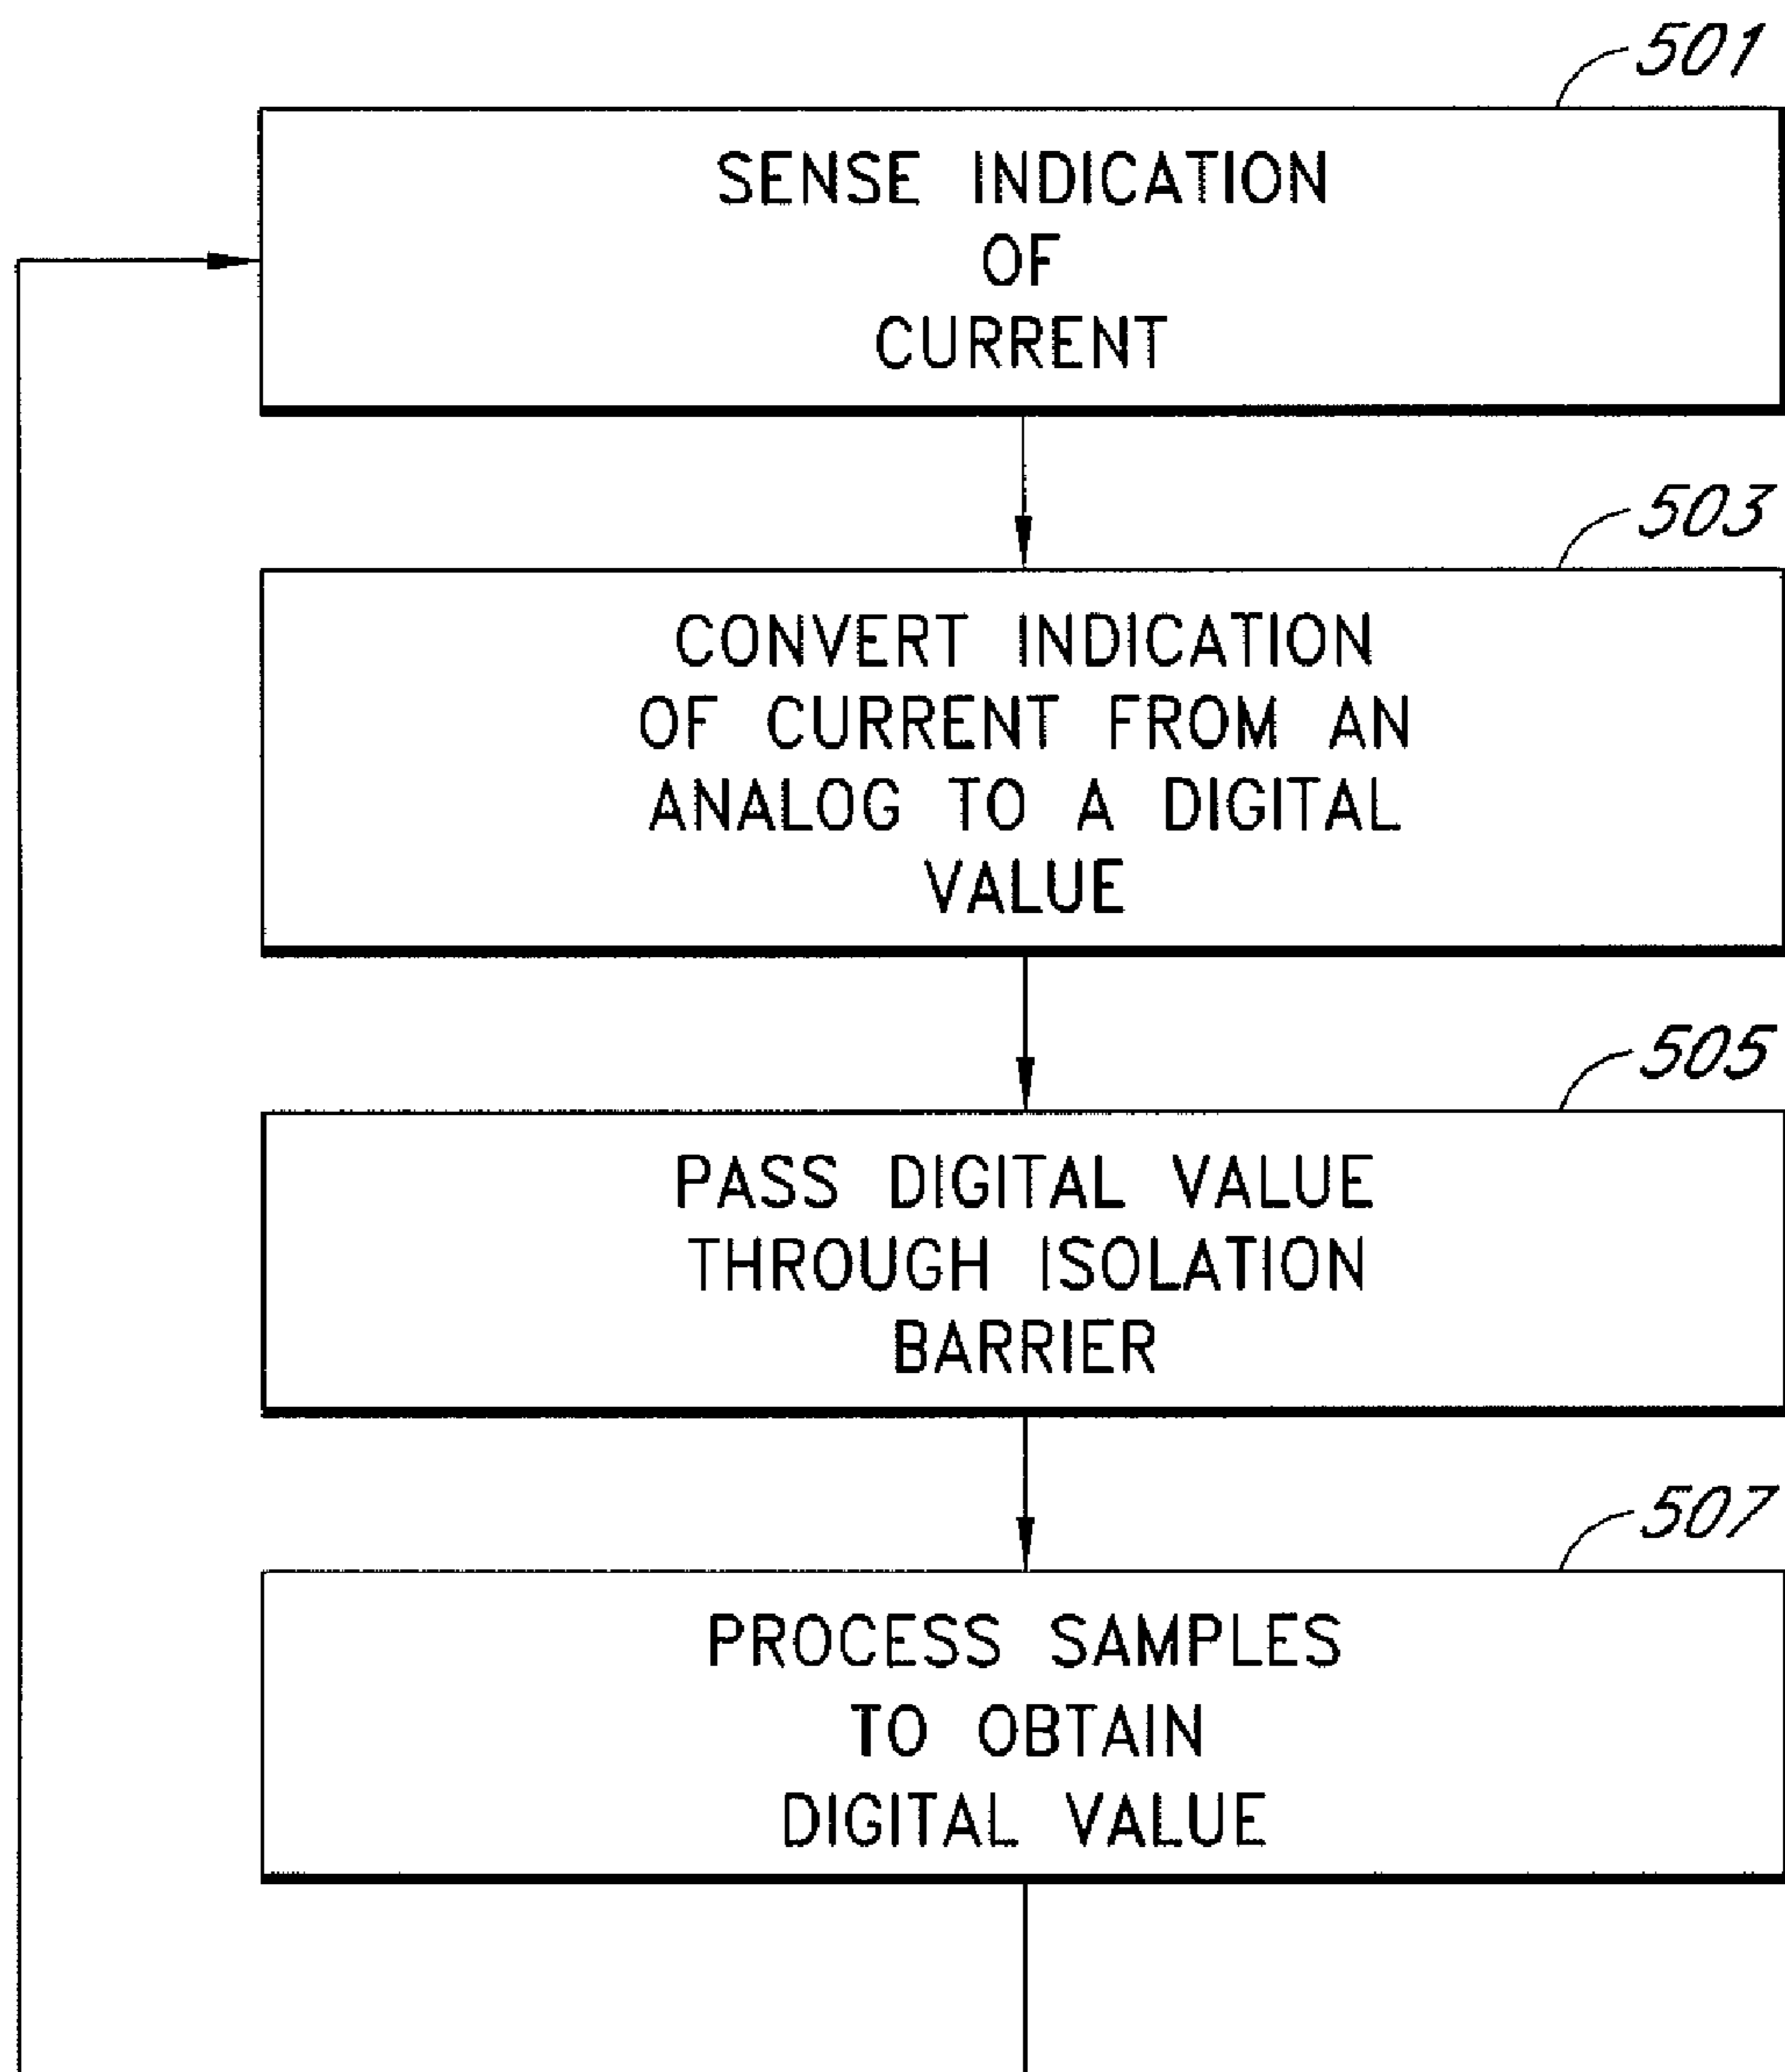 501
SENSE INDICATION
OF
CURRENT
503
CONVERT INDICATION
OF CURRENT FROM AN
ANALOG TO A DIGITAL
VALUE
505
PASS DIGITAL VALUE
THROUGH ISOLATION
BARRIER
507
PROCESS SAMPLES
TO OBTAIN
DIGITAL VALUE